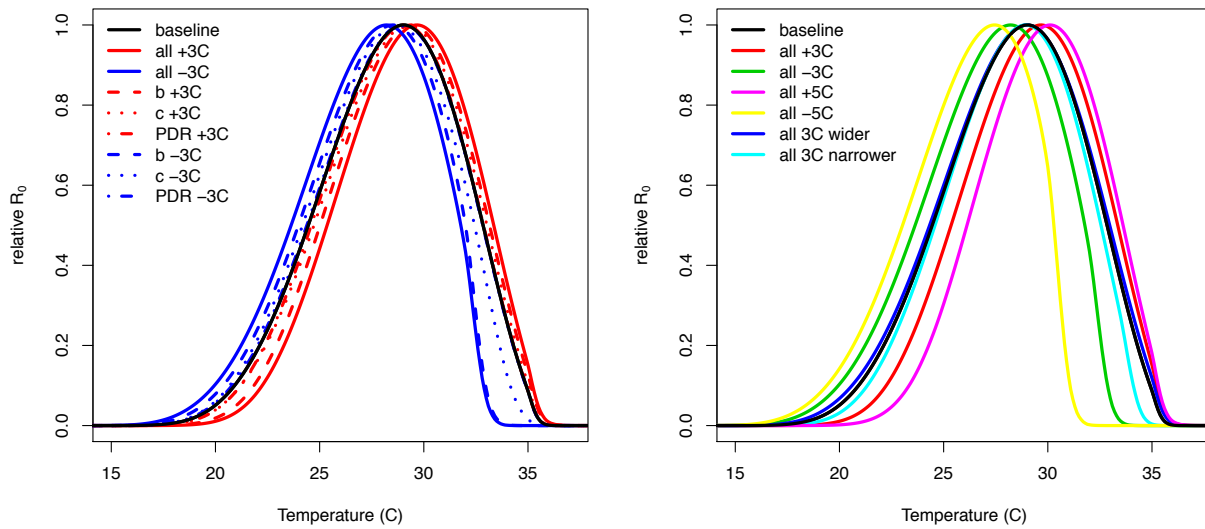 baseline
all +3C
all −3C
b +3C
c +3C
PDR +3C
b −3C
c −3C
PDR −3C
relative R0
0.0
0.2
0.4
0.6
0.8
1.0
15 20 25 30 35
Temperature (C)
baseline
all +3C
all −3C
all +5C
all −5C
all 3C wider
all 3C narrower
relative R0
0.0
0.2
0.4
0.6
0.8
1.0
15 20 25 30 35
Temperature (C)